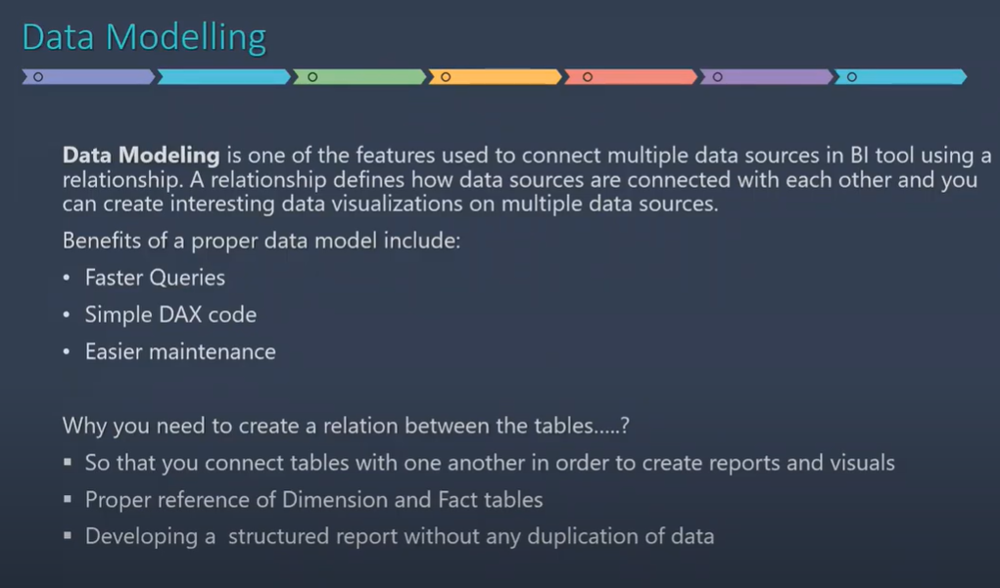 Data Modelling
Data Modeling is one of the features used to connect multiple data sources in BI tool using a
relationship. A relationship defines how data sources are connected with each other and you
can create interesting data visualizations on multiple data sources.
Benefits of a proper data model include:
• Faster Queries
• Simple DAX code
• Easier maintenance
Why you need to create a relation between the tables.....?
▪ So that you connect tables with one another in order to create reports and visuals
▪ Proper reference of Dimension and Fact tables
▪ Developing a  structured report without any duplication of data